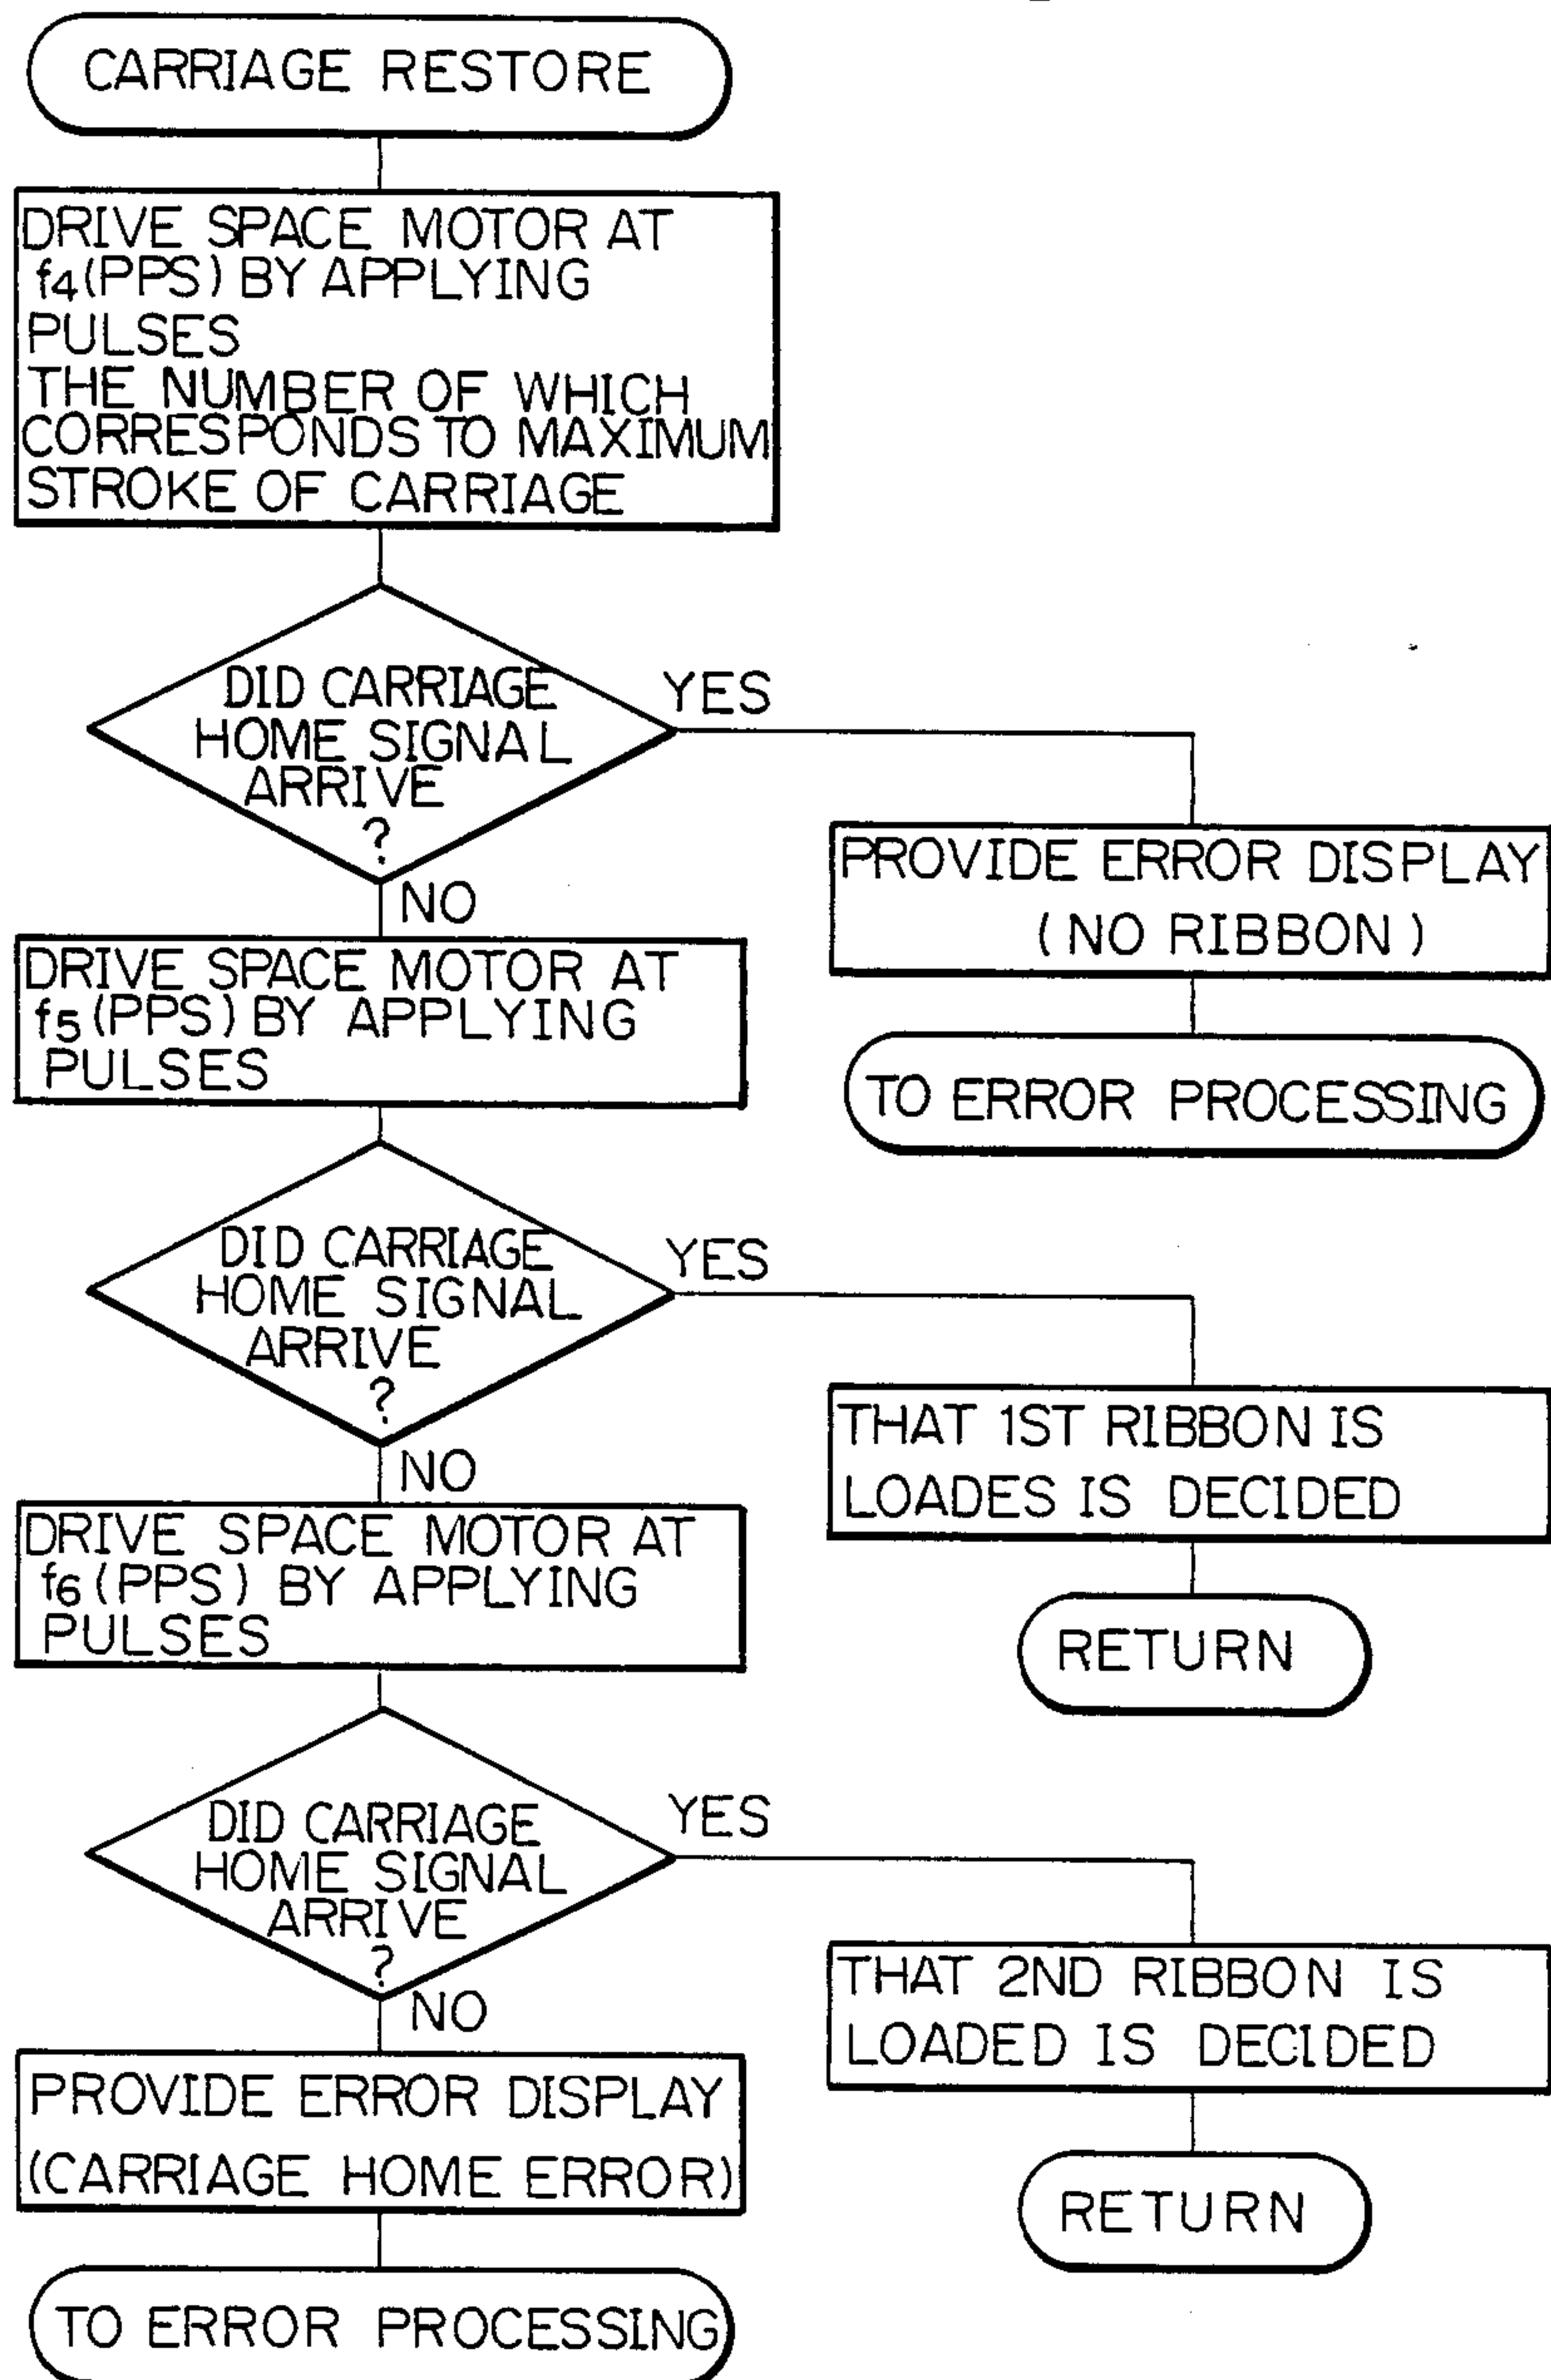 CARRIAGE RESTORE
DRIVE SPACE MOTOR AT
f4(PPS) BY APPLYING
PULSES
THE NUMBER OF WHICH
CORRESPONDS TO MAXIMUM
STROKE OF CARRIAGE
DID CARRIAGE
HOME SIGNAL
ARRIVE
?
YES
PROVIDE ERROR DISPLAY
(NO RIBBON)
TO ERROR PROCESSING
NO
DRIVE SPACE MOTOR AT
f5(PPS) BY APPLYING
PULSES
DID CARRIAGE
HOME SIGNAL
ARRIVE
?
YES
THAT 1ST RIBBON IS
LOADES IS DECIDED
RETURN
NO
DRIVE SPACE MOTOR AT
f6(PPS) BY APPLYING
PULSES
DID CARRIAGE
HOME SIGNAL
ARRIVE
?
YES
THAT 2ND RIBBON IS
LOADED IS DECIDED
RETURN
NO
PROVIDE ERROR DISPLAY
(CARRIAGE HOME ERROR)
TO ERROR PROCESSING